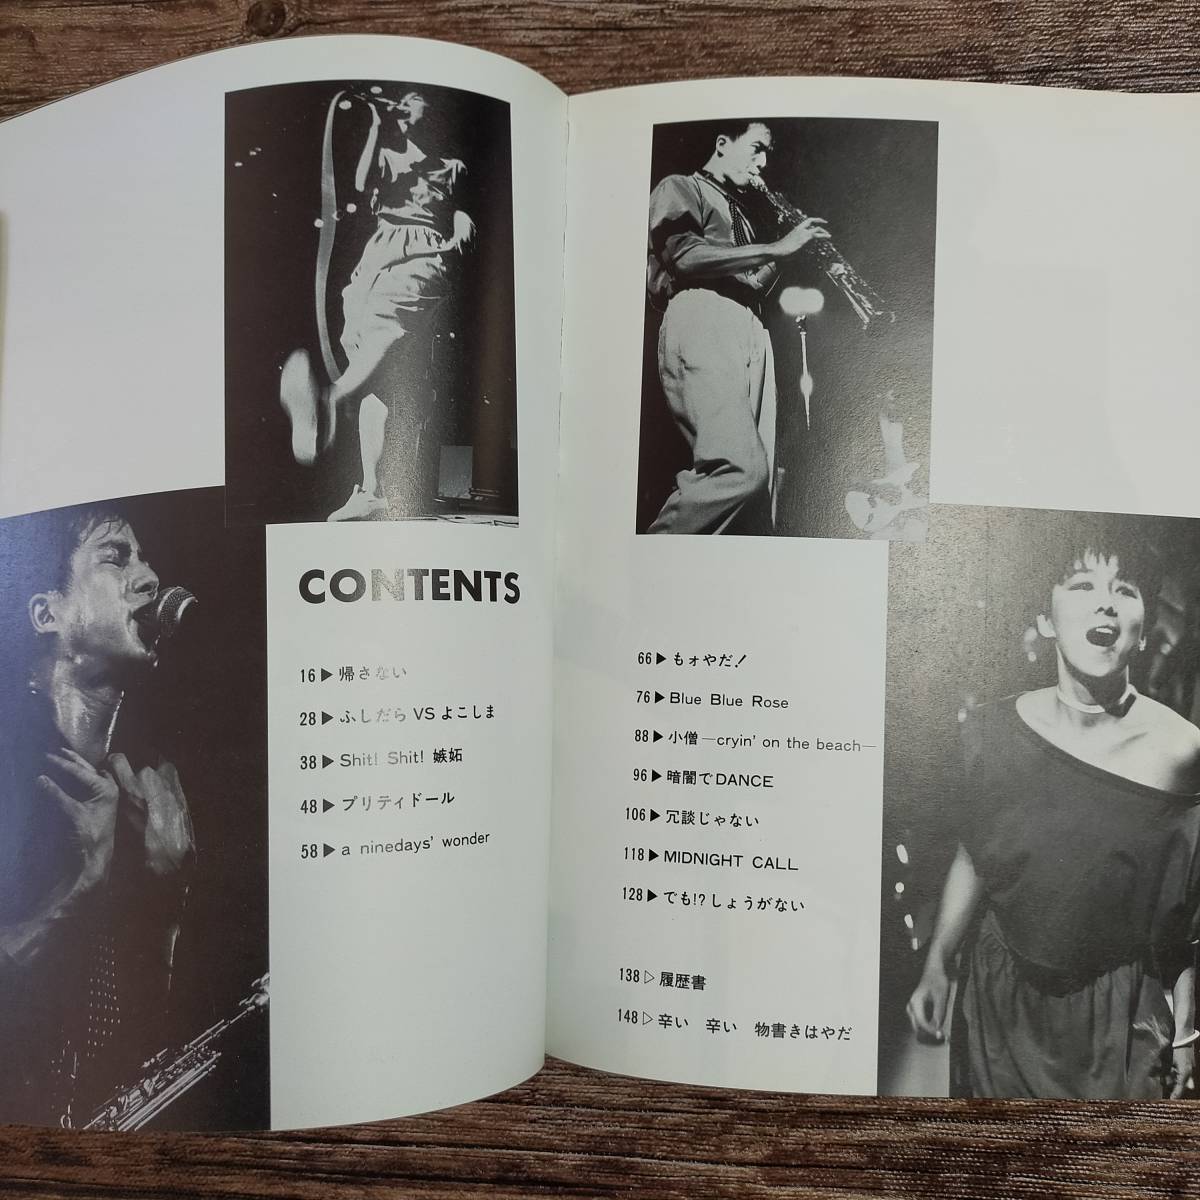 CONTENTS
16▶帰さない
28▶ふしだらVSよこしま
38▶Shit! Shit! 嫉妬
48▶プリティドール
58▶a ninedays' wonder
66▶もォやだ!
76▶Blue Blue Rose
88▶小僧—cryin' on the beach—
96▶暗闇でDANCE
106▶冗談じゃない
118▶MIDNIGHT CALL
128▶でも!?しょうがない
138▷履歴書
148▷辛い 辛い 物書きはやだ